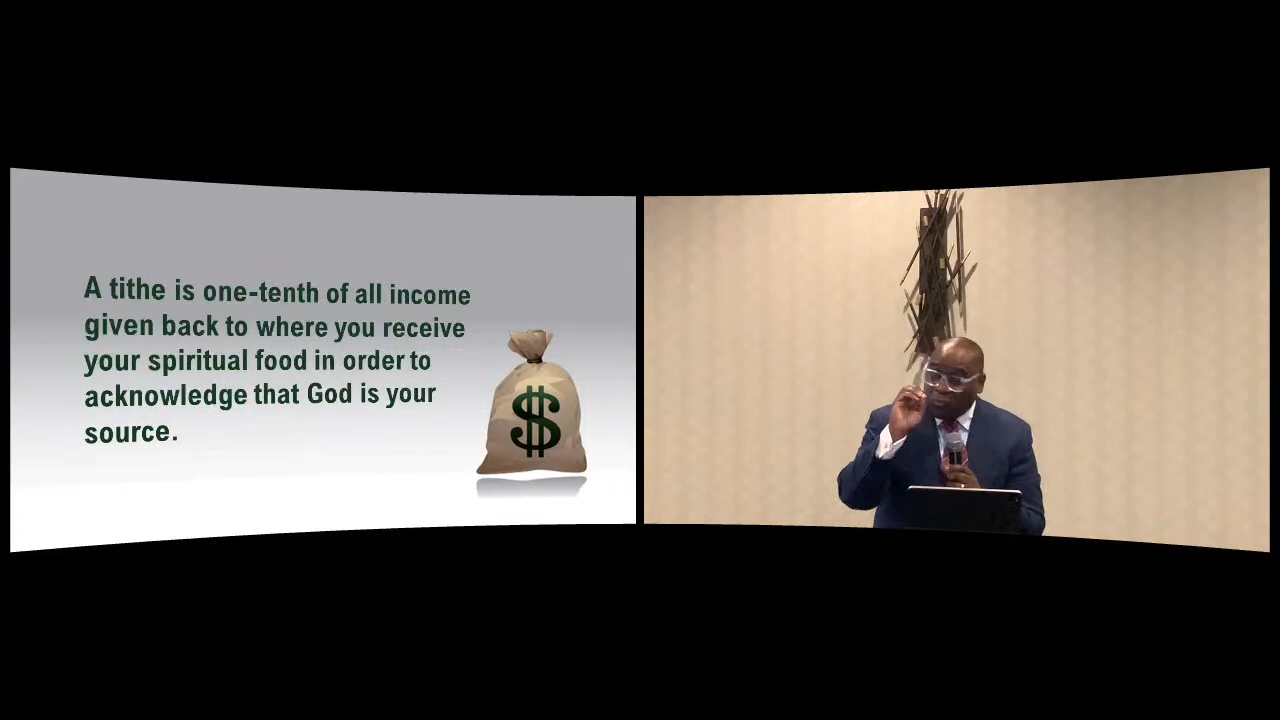 A tithe is one-tenth of all income
given back to where you receive
your spiritual food in order to
acknowledge that God is your
source.
$